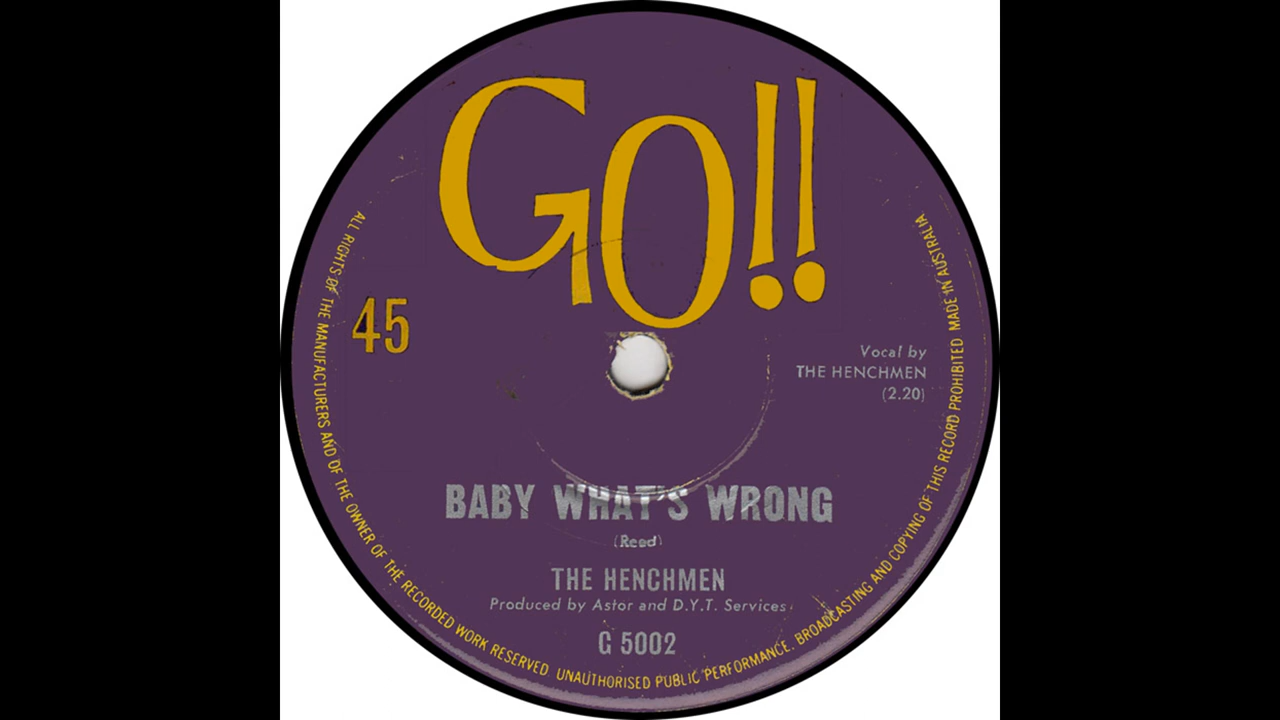 GO!!
45
Vocal by
THE HENCHMEN
(2.20)
BABY WHAT'S WRONG
(Reed)
THE HENCHMEN
Produced by Astor and D.Y.T. Services
G 5002
ALL RIGHTS OF THE MANUFACTURERS AND OF THE OWNER OF THE RECORDED WORK RESERVED. UNAUTHORISED PUBLIC PERFORMANCE, BROADCASTING AND COPYING OF THIS RECORD PROHIBITED MADE IN AUSTRALIA